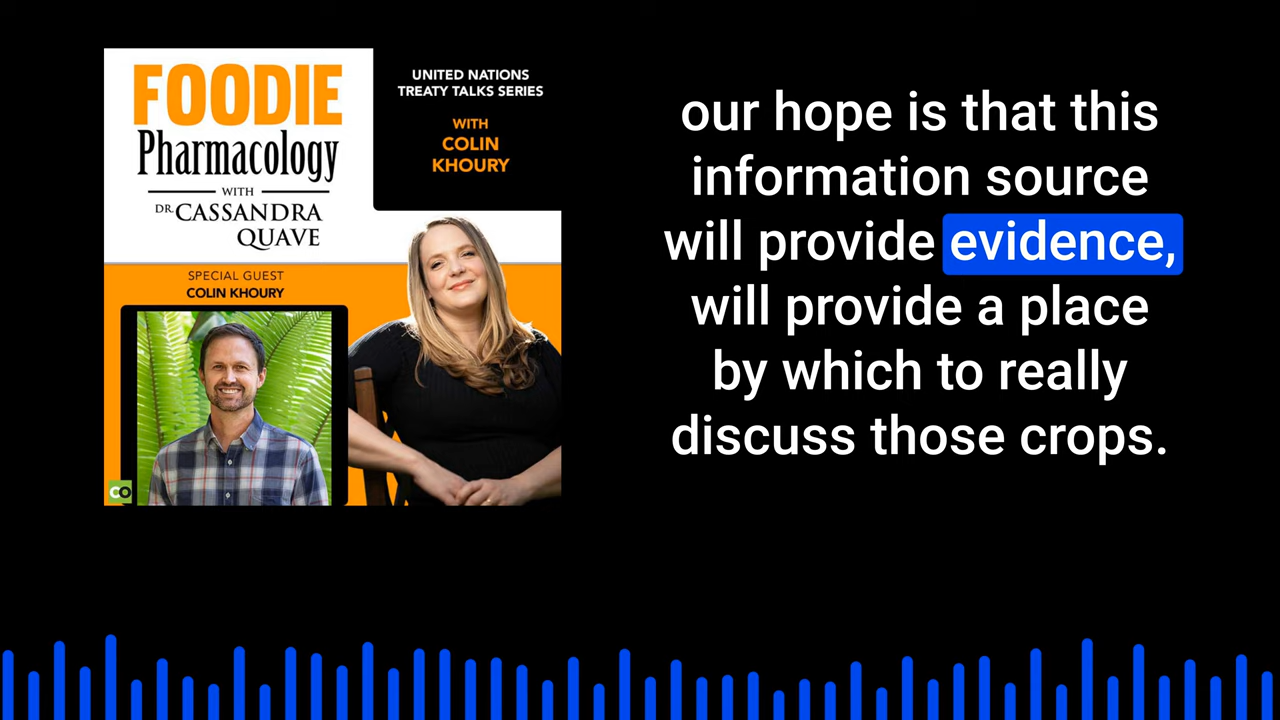 FOODIE
Pharmacology
WITH
DR. CASSANDRA
QUAVE
UNITED NATIONS
TREATY TALKS SERIES
WITH
COLIN
KHOURY
SPECIAL GUEST
COLIN KHOURY
CO
our hope is that this
information source
will provide evidence,
will provide a place
by which to really
discuss those crops.